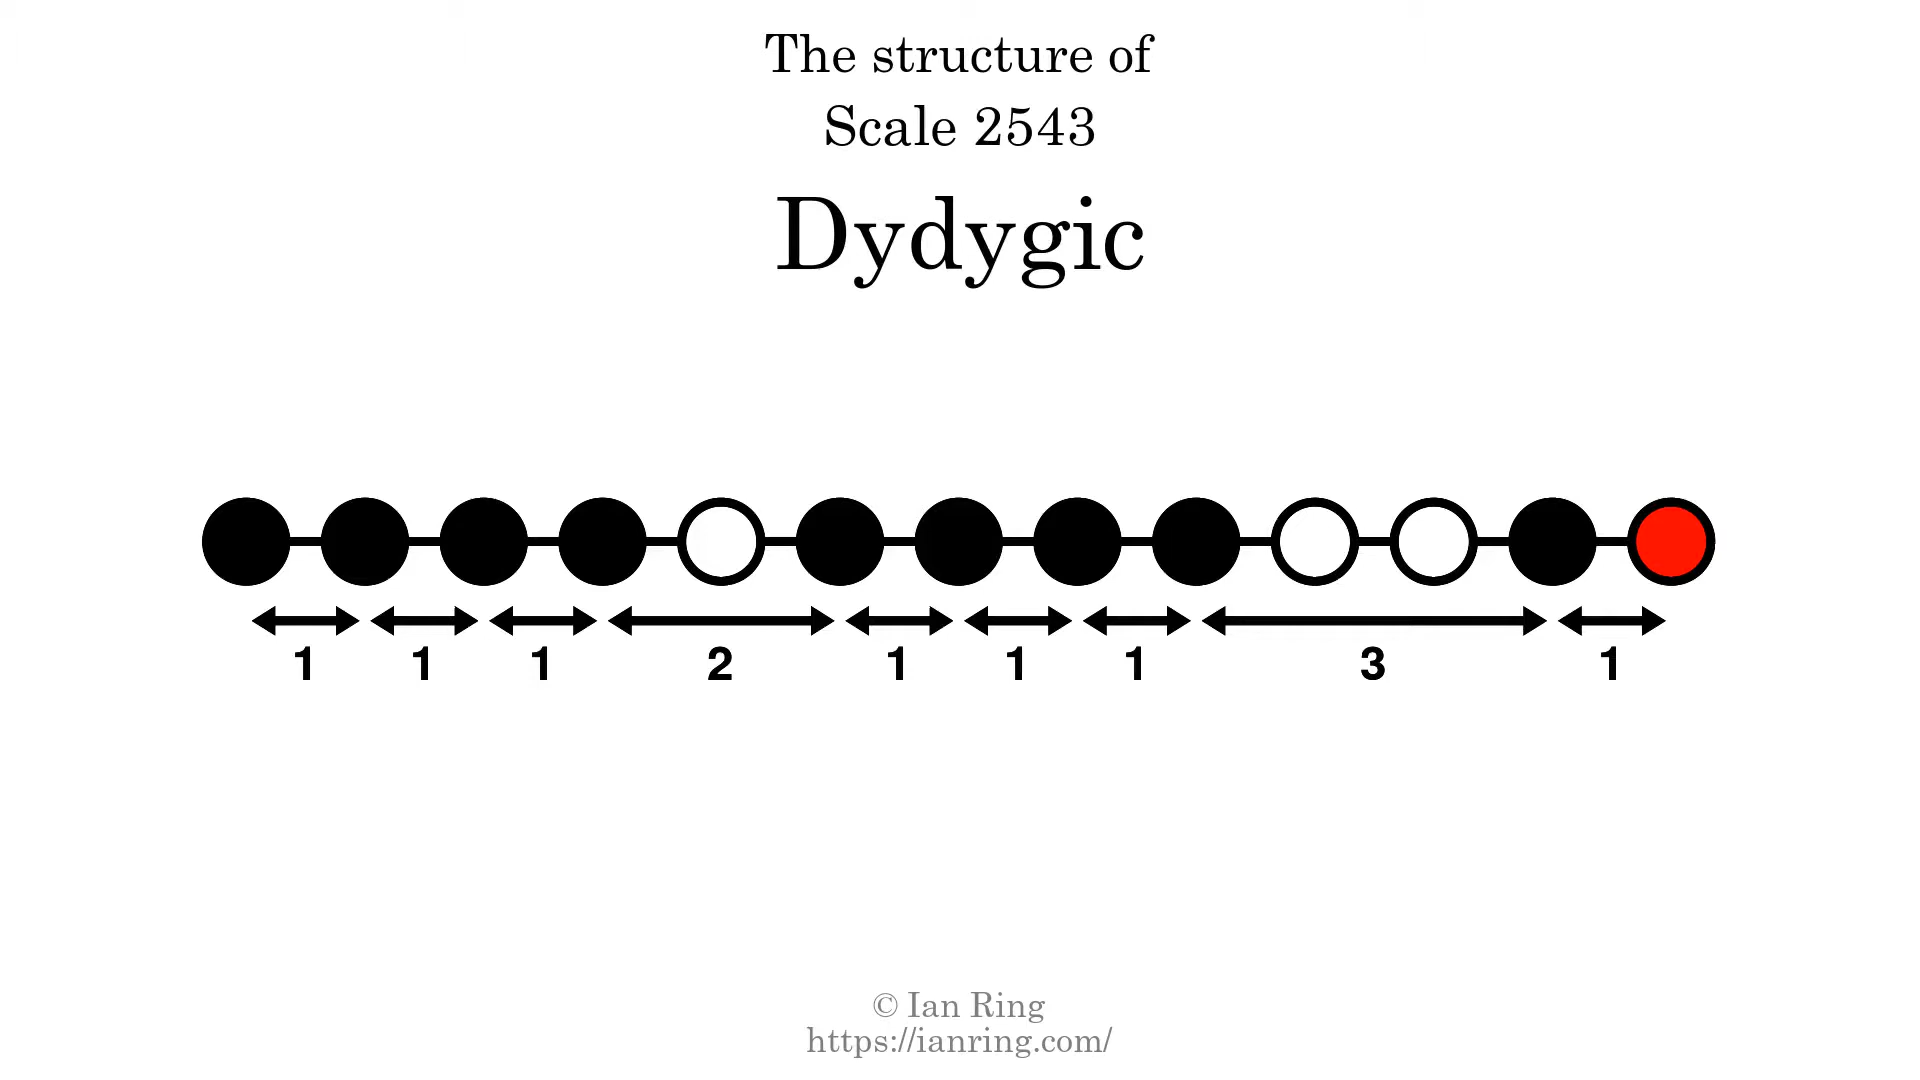 The structure of
Scale 2543
Dydygic
1 1 1 2 1 1 1 3 1
© Ian Ring
https://ianring.com/